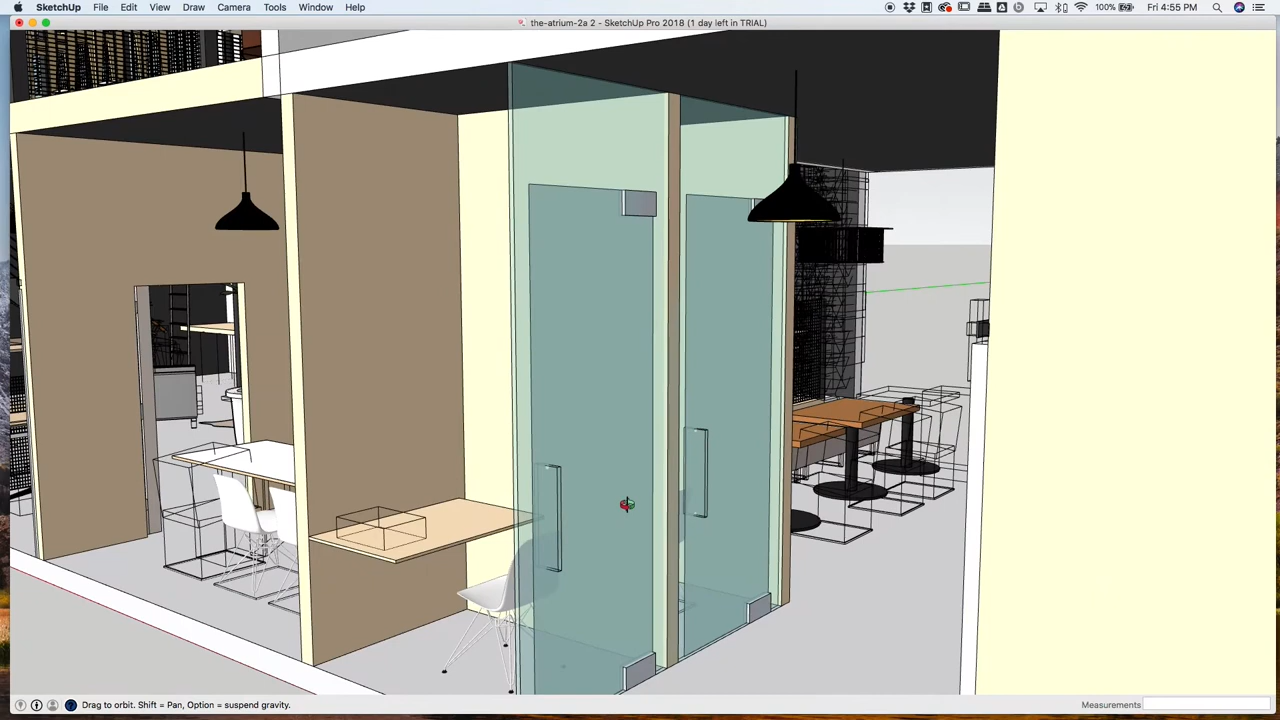 SketchUp File Edit View Draw Camera Tools Window Help 100% Fri 4:55 PM
the-atrium-2a 2 - SketchUp Pro 2018 (1 day left in TRIAL)
Drag to orbit. Shift = Pan, Option = suspend gravity. Measurements